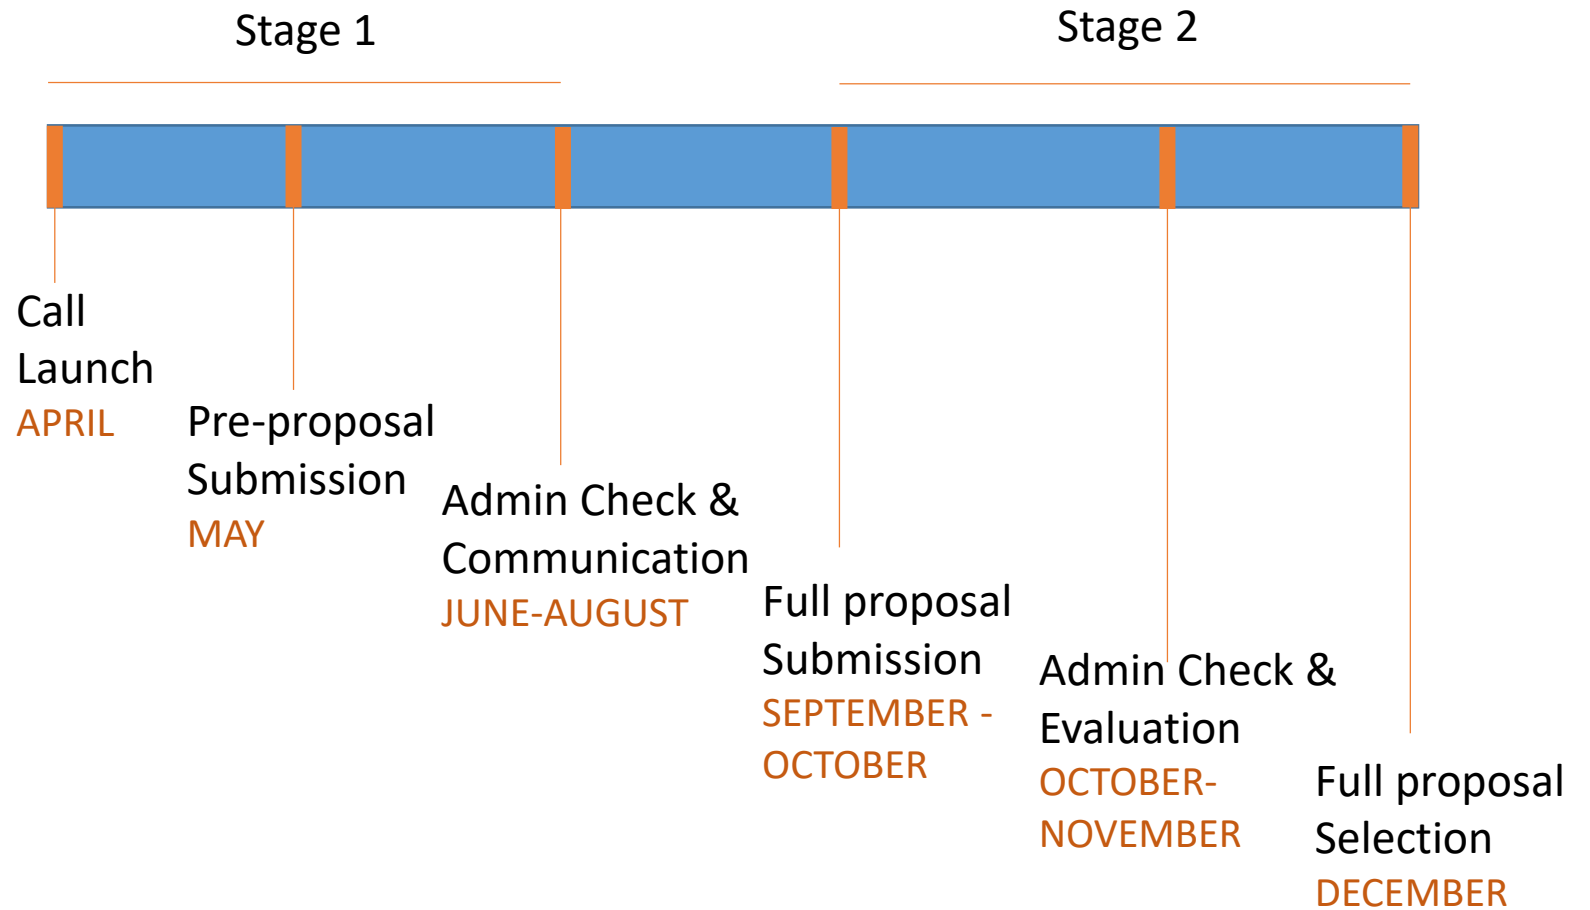 Stage 1
Stage 2
Call
Launch
APRIL
Pre-proposal
Submission
MAY
Admin Check &
Communication
JUNE-AUGUST
Full proposal
Submission
SEPTEMBER -
OCTOBER
Admin Check &
Evaluation
OCTOBER-
NOVEMBER
Full proposal
Selection
DECEMBER